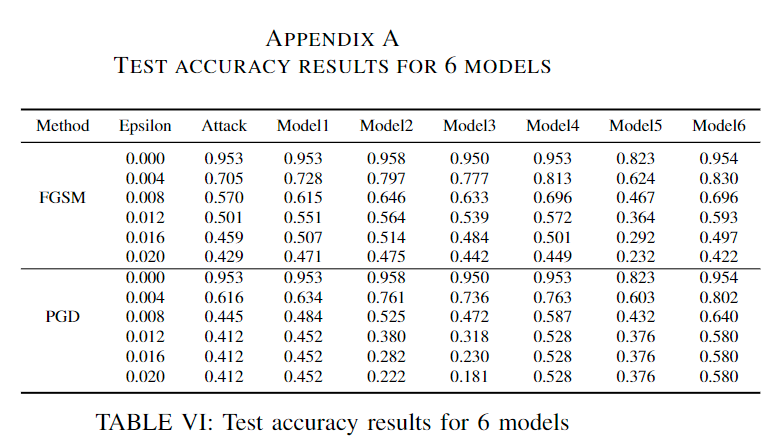 APPENDIX A
TEST ACCURACY RESULTS FOR 6 MODELS
Method Epsilon Attack Model1 Model2 Model3 Model4 Model5 Model6
0.000 0.953 0.953 0.958 0.950 0.953 0.823 0.954
0.004 0.705 0.728 0.797 0.777 0.813 0.624 0.830
FGSM 0.008 0.570 0.615 0.646 0.633 0.696 0.467 0.696
0.012 0.501 0.551 0.564 0.539 0.572 0.364 0.593
0.016 0.459 0.507 0.514 0.484 0.501 0.292 0.497
0.020 0.429 0.471 0.475 0.442 0.449 0.232 0.422
0.000 0.953 0.953 0.958 0.950 0.953 0.823 0.954
0.004 0.616 0.634 0.761 0.736 0.763 0.603 0.802
PGD 0.008 0.445 0.484 0.525 0.472 0.587 0.432 0.640
0.012 0.412 0.452 0.380 0.318 0.528 0.376 0.580
0.016 0.412 0.452 0.282 0.230 0.528 0.376 0.580
0.020 0.412 0.452 0.222 0.181 0.528 0.376 0.580
TABLE VI: Test accuracy results for 6 models